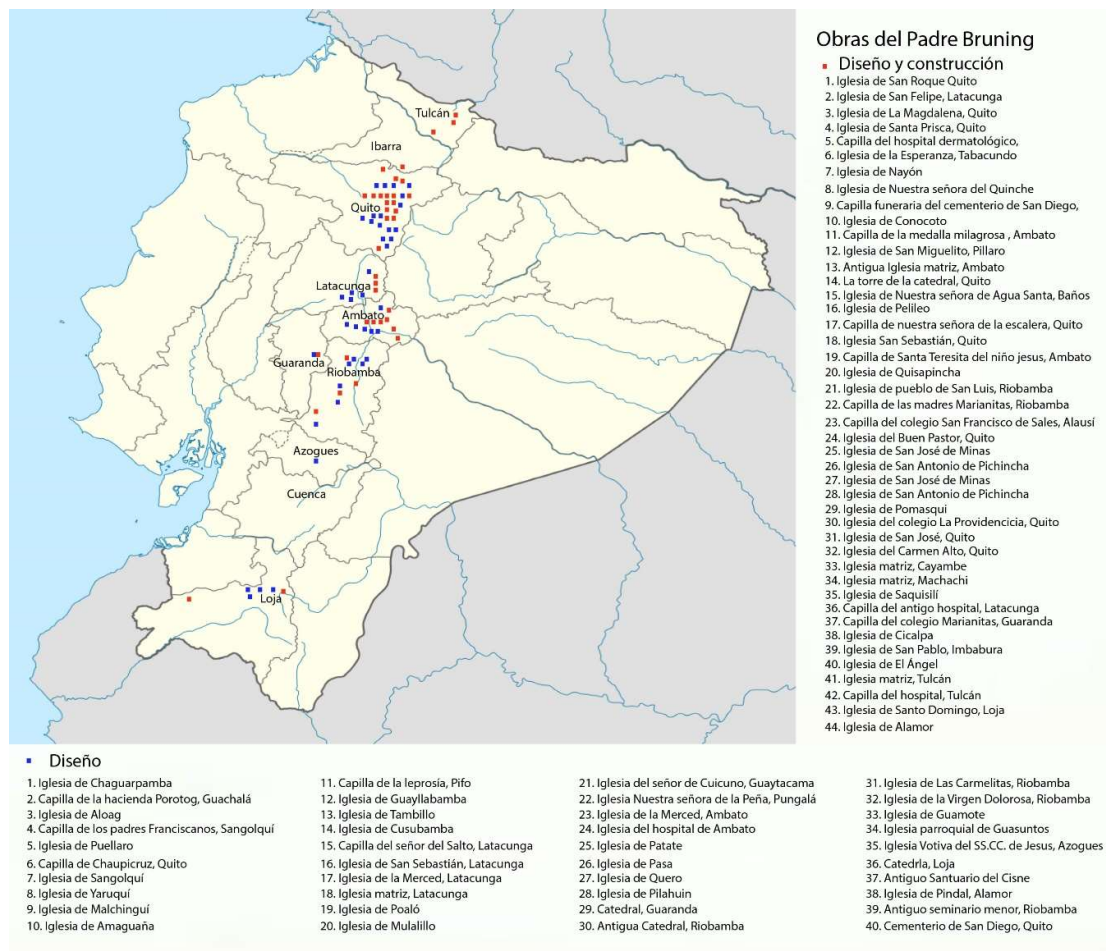 Tulcán
Ibarra
Quito
Latacunga
Ambato
Guaranda
Riobamba
Azogues
Cuenca
Loja
Obras del Padre Bruning
Diseño y construcción
1. Iglesia de San Roque Quito
2. Iglesia de San Felipe, Latacunga
3. Iglesia de La Magdalena, Quito
4. Iglesia de Santa Prisca, Quito
5. Capilla del hospital dermatológico,
6. Iglesia de la Esperanza, Tabacundo
7. Iglesia de Nayón
8. Iglesia de Nuestra señora del Quinche
9. Capilla funeraria del cementerio de San Diego,
10. Iglesia de Conocoto
11. Capilla de la medalla milagrosa , Ambato
12. Iglesia de San Miguelito, Pillaro
13. Antigua Iglesia matriz, Ambato
14. La torre de la catedral, Quito
15. Iglesia de Nuestra señora de Agua Santa, Baños
16. Iglesia de Pelileo
17. Capilla de nuestra señora de la escalera, Quito
18. Iglesia San Sebastián, Quito
19. Capilla de Santa Teresita del niño jesus, Ambato
20. Iglesia de Quisapincha
21. Iglesia de pueblo de San Luis, Riobamba
22. Capilla de las madres Marianitas, Riobamba
23. Capilla del colegio San Francisco de Sales, Alausí
24. Iglesia del Buen Pastor, Quito
25. Iglesia de San José de Minas
26. Iglesia de San Antonio de Pichincha
27. Iglesia de San José de Minas
28. Iglesia de San Antonio de Pichincha
29. Iglesia de Pomasqui
30. Iglesia del colegio La Providencicia, Quito
31. Iglesia de San José, Quito
32. Iglesia del Carmen Alto, Quito
33. Iglesia matriz, Cayambe
34. Iglesia matriz, Machachi
35. Iglesia de Saquisilí
36. Capilla del antigo hospital, Latacunga
37. Capilla del colegio Marianitas, Guaranda
38. Iglesia de Cicalpa
39. Iglesia de San Pablo, Imbabura
40. Iglesia de El Ángel
41. Iglesia matriz, Tulcán
42. Capilla del hospital, Tulcán
43. Iglesia de Santo Domingo, Loja
44. Iglesia de Alamor
Diseño
1. Iglesia de Chaguarpamba
2. Capilla de la hacienda Porotog, Guachalá
3. Iglesia de Aloag
4. Capilla de los padres Franciscanos, Sangolquí
5. Iglesia de Puellaro
6. Capilla de Chaupicruz, Quito
7. Iglesia de Sangolquí
8. Iglesia de Yaruquí
9. Iglesia de Malchinguí
10. Iglesia de Amaguaña
11. Capilla de la leprosía, Pifo
12. Iglesia de Guayllabamba
13. Iglesia de Tambillo
14. Iglesia de Cusubamba
15. Capilla del señor del Salto, Latacunga
16. Iglesia de San Sebastián, Latacunga
17. Iglesia de la Merced, Latacunga
18. Iglesia matriz, Latacunga
19. Iglesia de Poaló
20. Iglesia de Mulalillo
21. Iglesia del señor de Cuicuno, Guaytacama
22. Iglesia Nuestra señora de la Peña, Pungalá
23. Iglesia de la Merced, Ambato
24. Iglesia del hospital de Ambato
25. Iglesia de Patate
26. Iglesia de Pasa
27. Iglesia de Quero
28. Iglesia de Pilahuin
29. Catedral, Guaranda
30. Antigua Catedral, Riobamba
31. Iglesia de Las Carmelitas, Riobamba
32. Iglesia de la Virgen Dolorosa, Riobamba
33. Iglesia de Guamote
34. Iglesia parroquial de Guasuntos
35. Iglesia Votiva del SS.CC. de Jesus, Azogues
36. Catedrla, Loja
37. Antiguo Santuario del Cisne
38. Iglesia de Pindal, Alamor
39. Antiguo seminario menor, Riobamba
40. Cementerio de San Diego, Quito